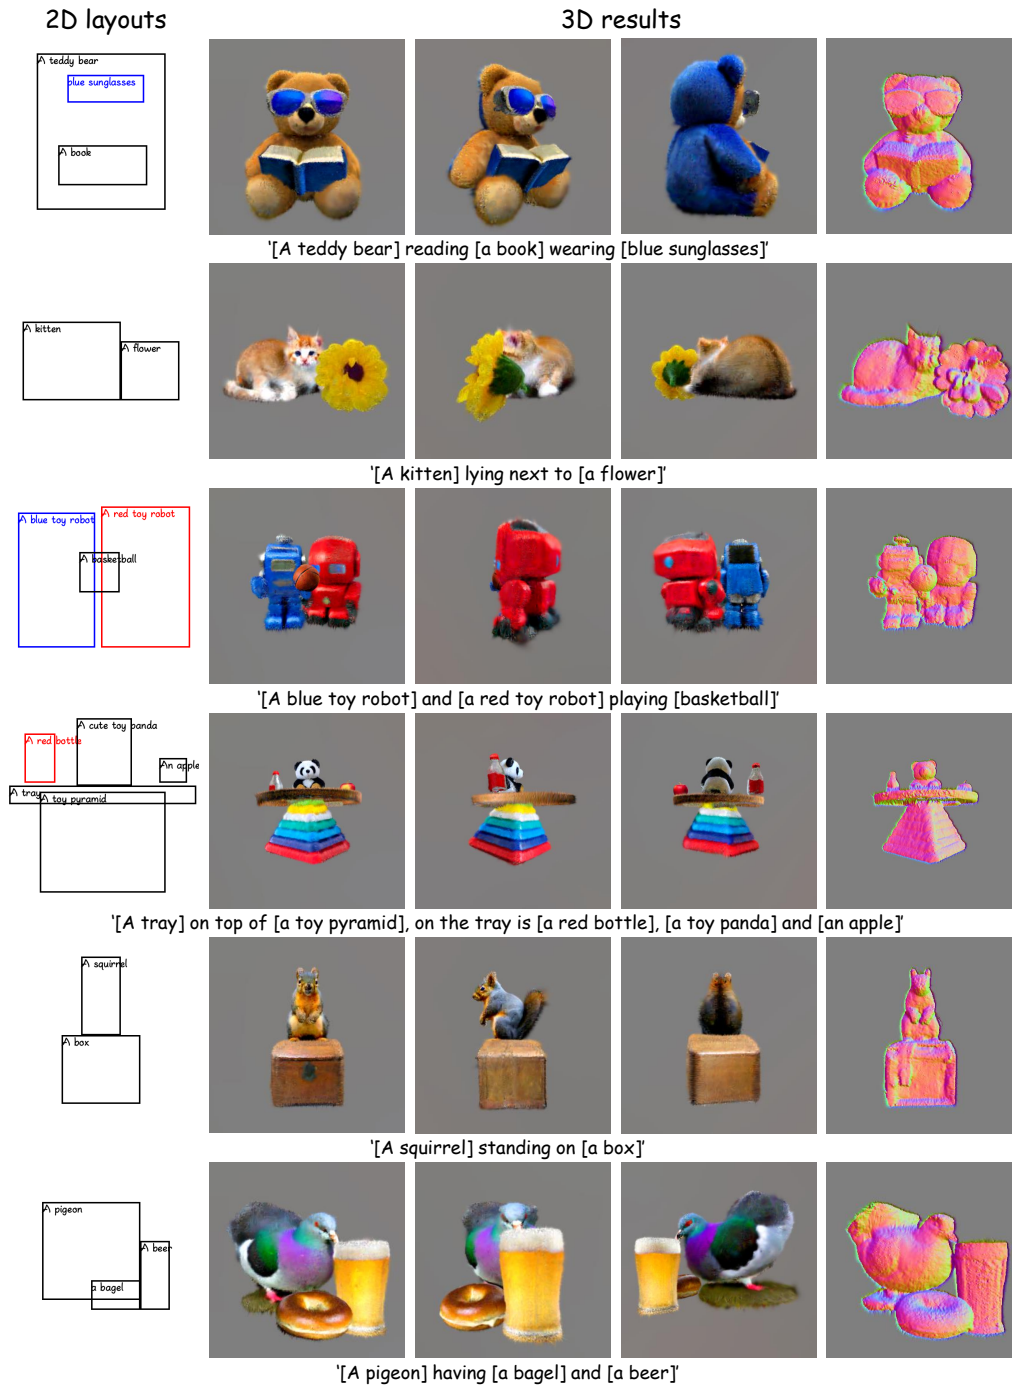 2D layouts
3D results
A teddy bear
blue sunglasses
A book
'[A teddy bear] reading [a book] wearing [blue sunglasses]'
A kitten
A flower
'[A kitten] lying next to [a flower]'
A blue toy robot
A red toy robot
A basketball
'[A blue toy robot] and [a red toy robot] playing [basketball]'
A cute toy panda
A red bottle
An apple
A tray
A toy pyramid
'[A tray] on top of [a toy pyramid], on the tray is [a red bottle], [a toy panda] and [an apple]'
A squirrel
A box
'[A squirrel] standing on [a box]'
A pigeon
A beer
a bagel
'[A pigeon] having [a bagel] and [a beer]'